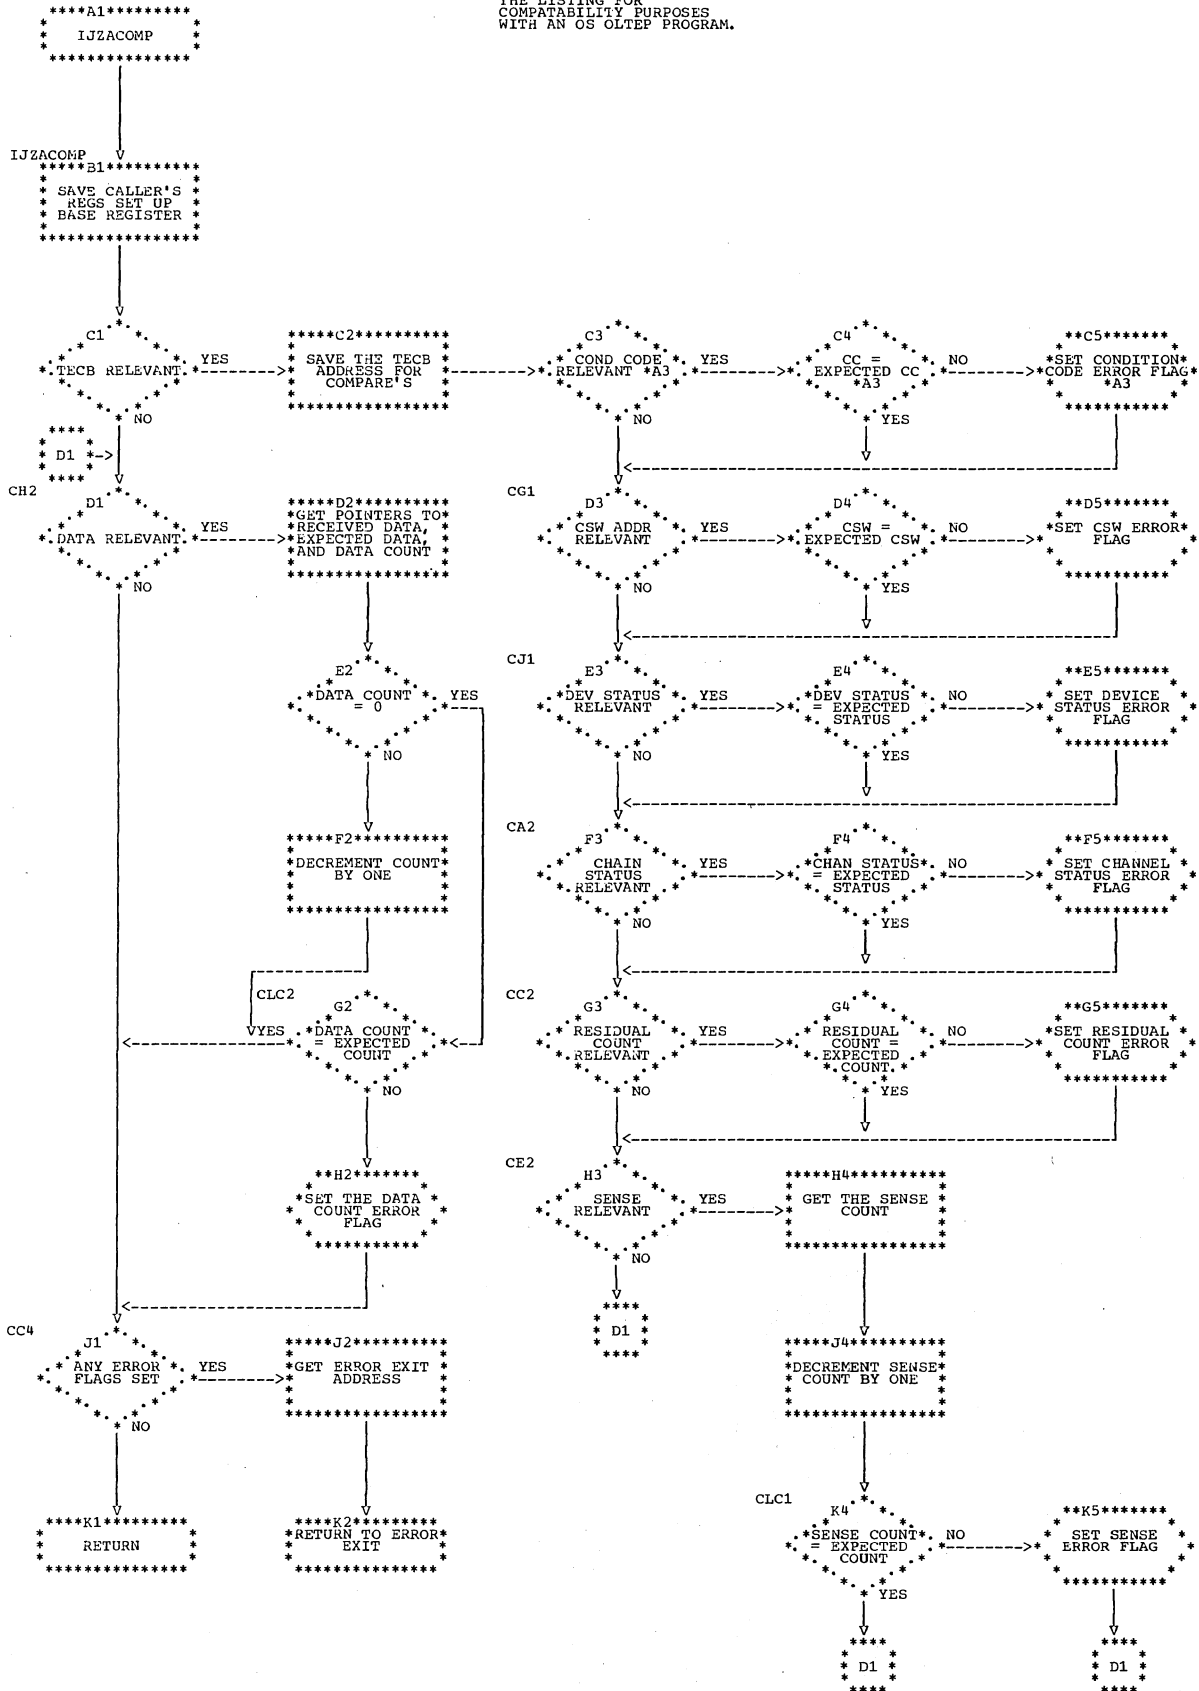 THE LISTING FOR
COMPATABILITY PURPOSES
WITH AN OS OLTEP PROGRAM.
A1
IJZACOMP
IJZACOMP
B1
SAVE CALLER'S
REGS SET UP
BASE REGISTER
C1
TECB RELEVANT
YES
NO
C2
SAVE THE TECB
ADDRESS FOR
COMPARE'S
C3
COND CODE
RELEVANT *A3
YES
NO
C4
CC =
EXPECTED CC
*A3
NO
YES
C5
SET CONDITION
CODE ERROR FLAG
*A3
D1
CH2
D1
DATA RELEVANT
YES
NO
D2
GET POINTERS TO
RECEIVED DATA,
EXPECTED DATA,
AND DATA COUNT
CG1
D3
CSW ADDR
RELEVANT
YES
NO
D4
CSW =
EXPECTED CSW
NO
YES
D5
SET CSW ERROR
FLAG
E2
DATA COUNT
= 0
YES
NO
CJ1
E3
DEV STATUS
RELEVANT
YES
NO
E4
DEV STATUS
= EXPECTED
STATUS
NO
YES
E5
SET DEVICE
STATUS ERROR
FLAG
F2
DECREMENT COUNT
BY ONE
CA2
F3
CHAIN
STATUS
RELEVANT
YES
NO
F4
CHAN STATUS
= EXPECTED
STATUS
NO
YES
F5
SET CHANNEL
STATUS ERROR
FLAG
CLC2
G2
DATA COUNT
= EXPECTED
COUNT
YES
NO
CC2
G3
RESIDUAL
COUNT
RELEVANT
YES
NO
G4
RESIDUAL
COUNT =
EXPECTED
COUNT
NO
YES
G5
SET RESIDUAL
COUNT ERROR
FLAG
H2
SET THE DATA
COUNT ERROR
FLAG
CE2
H3
SENSE
RELEVANT
YES
NO
H4
GET THE SENSE
COUNT
D1
CC4
J1
ANY ERROR
FLAGS SET
YES
NO
J2
GET ERROR EXIT
ADDRESS
J4
DECREMENT SENSE
COUNT BY ONE
K1
RETURN
K2
RETURN TO ERROR
EXIT
CLC1
K4
SENSE COUNT
= EXPECTED
COUNT
NO
YES
K5
SET SENSE
ERROR FLAG
D1
D1